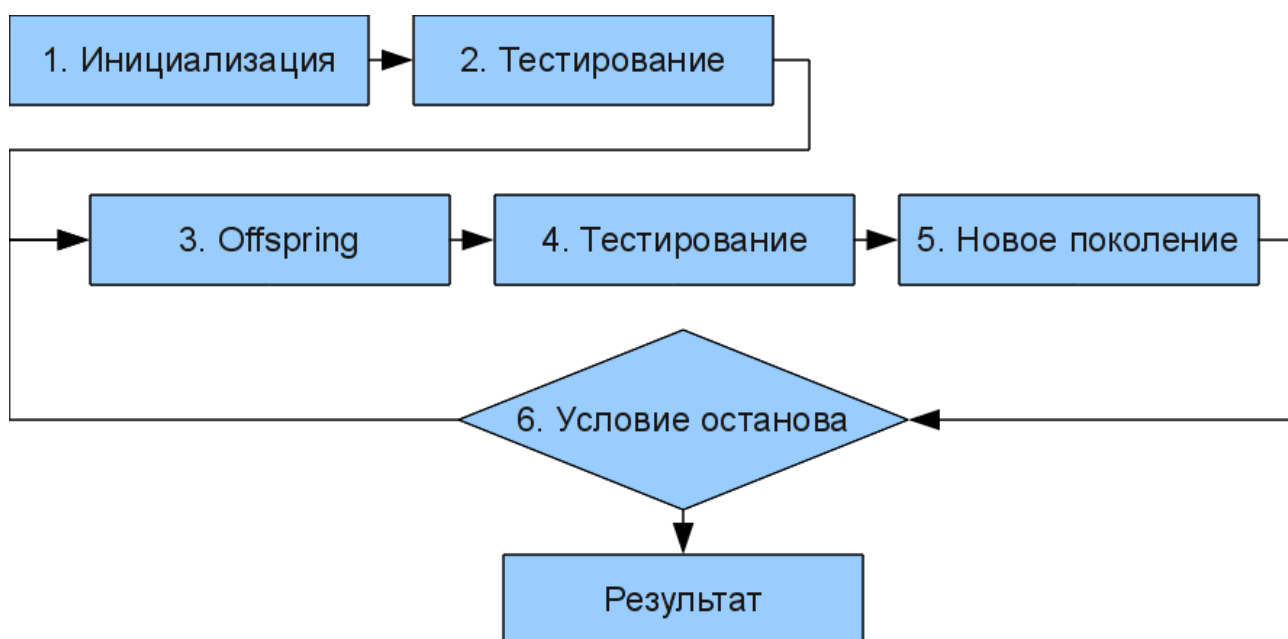 1. Инициализация
2. Тестирование
3. Offspring
4. Тестирование
5. Новое поколение
6. Условие останова
Результат